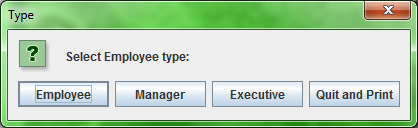 Type
?
Select Employee type:
Employee Manager Executive Quit and Print